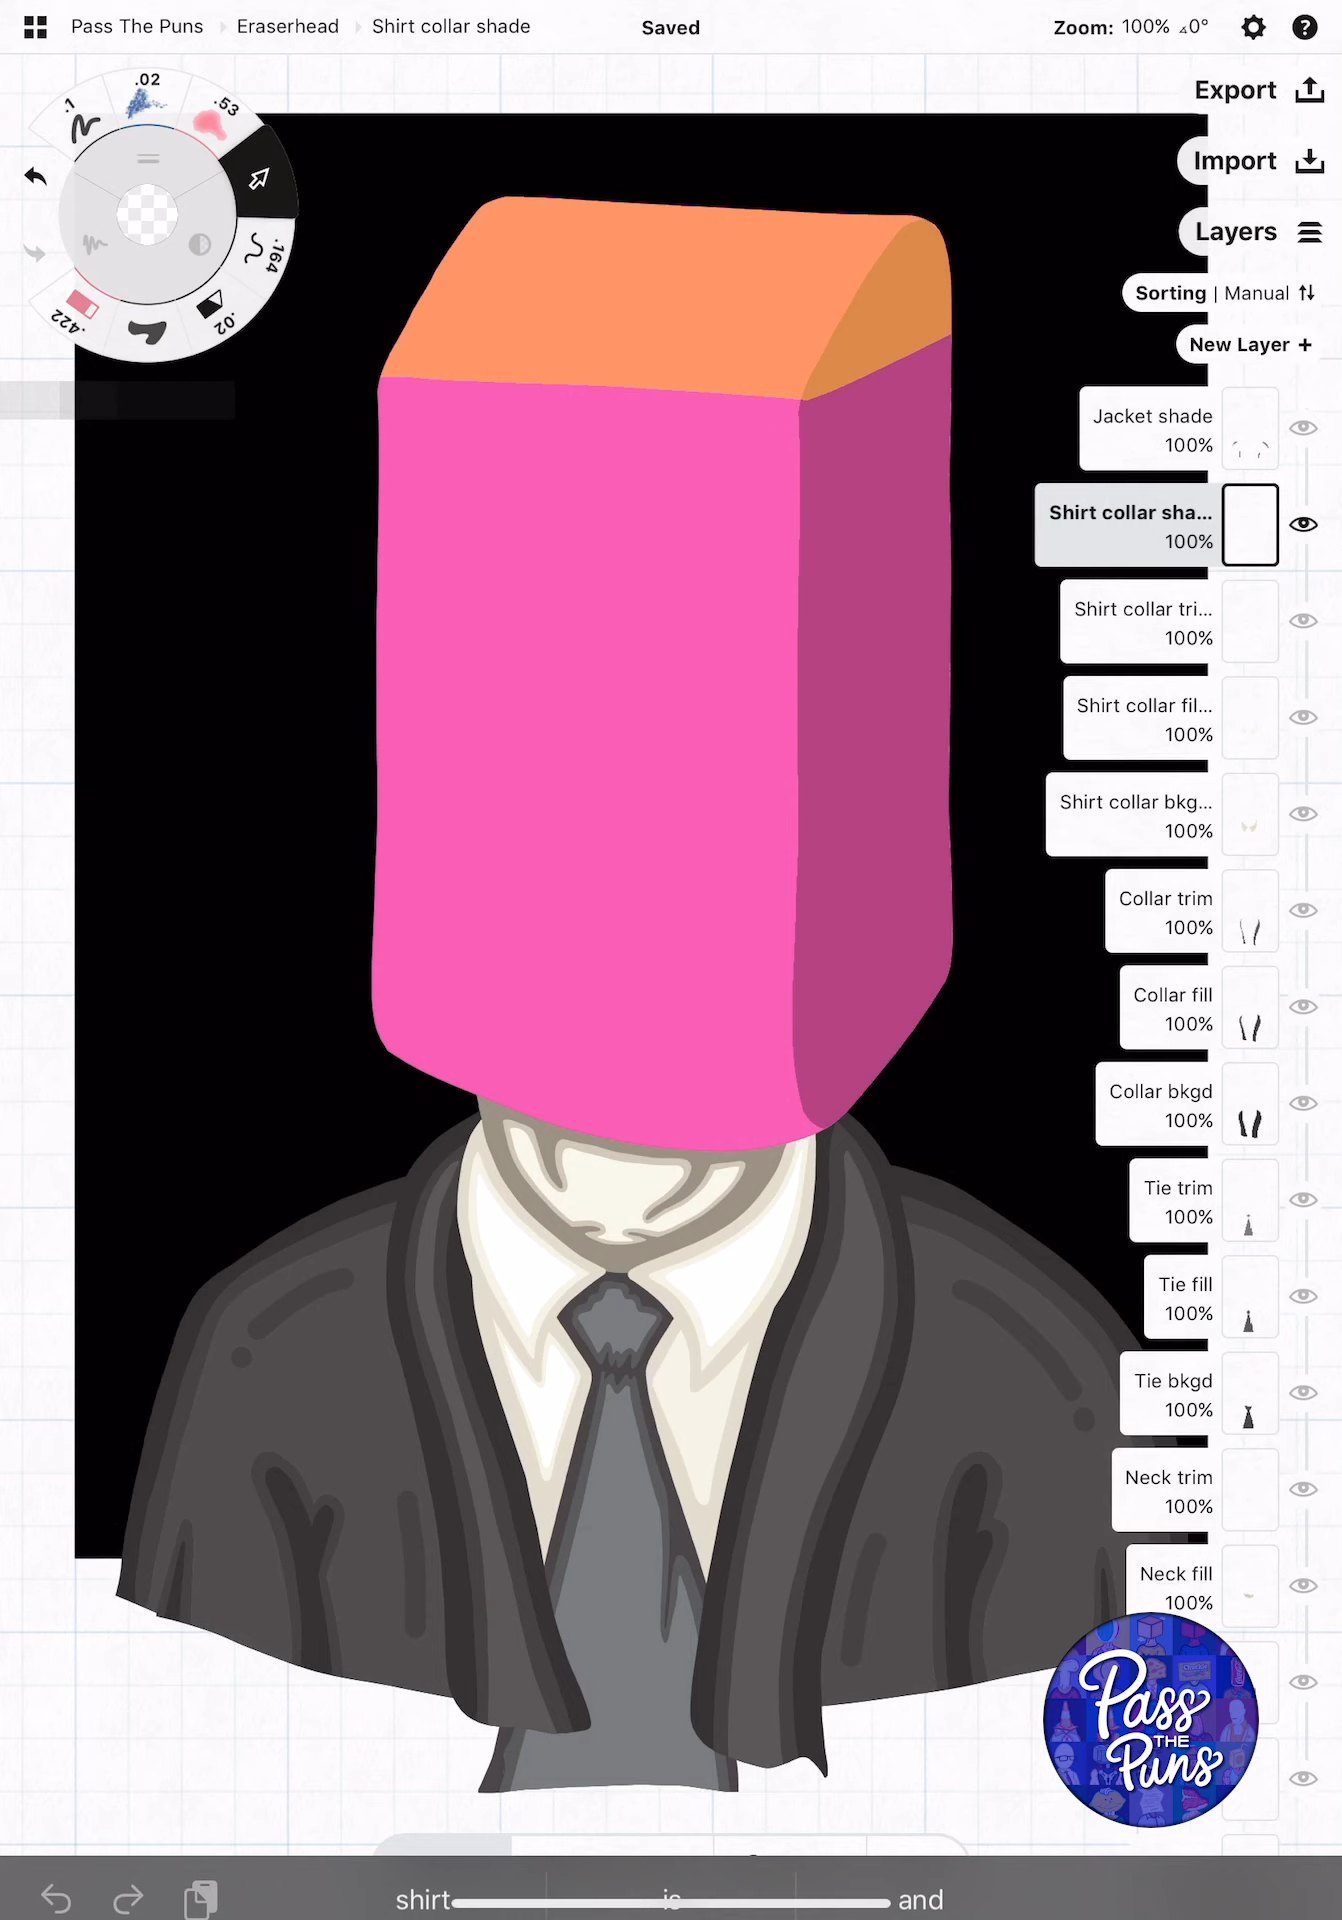 Pass The Puns Eraserhead Shirt collar shade
Saved
Zoom: 100% ⦟0°
.1
.02
.53
.164
.02
.422
Export
Import
Layers
Sorting | Manual
New Layer +
Jacket shade
100%
Shirt collar sha...
100%
Shirt collar tri...
100%
Shirt collar fil...
100%
Shirt collar bkg...
100%
Collar trim
100%
Collar fill
100%
Collar bkgd
100%
Tie trim
100%
Tie fill
100%
Tie bkgd
100%
Neck trim
100%
Neck fill
100%
Pass
THE
Puns
shirt is and